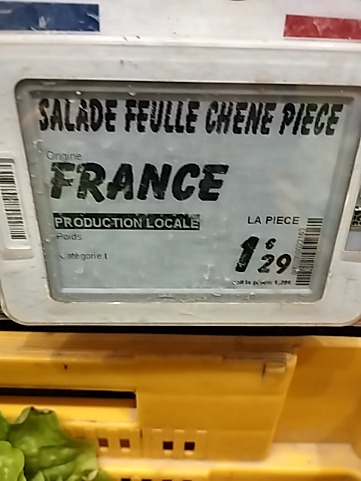 SALADE FEULLE CHENE PIECE
Origine
FRANCE
PRODUCTION LOCALE
LA PIECE
Poids
Catégorie I
1€29